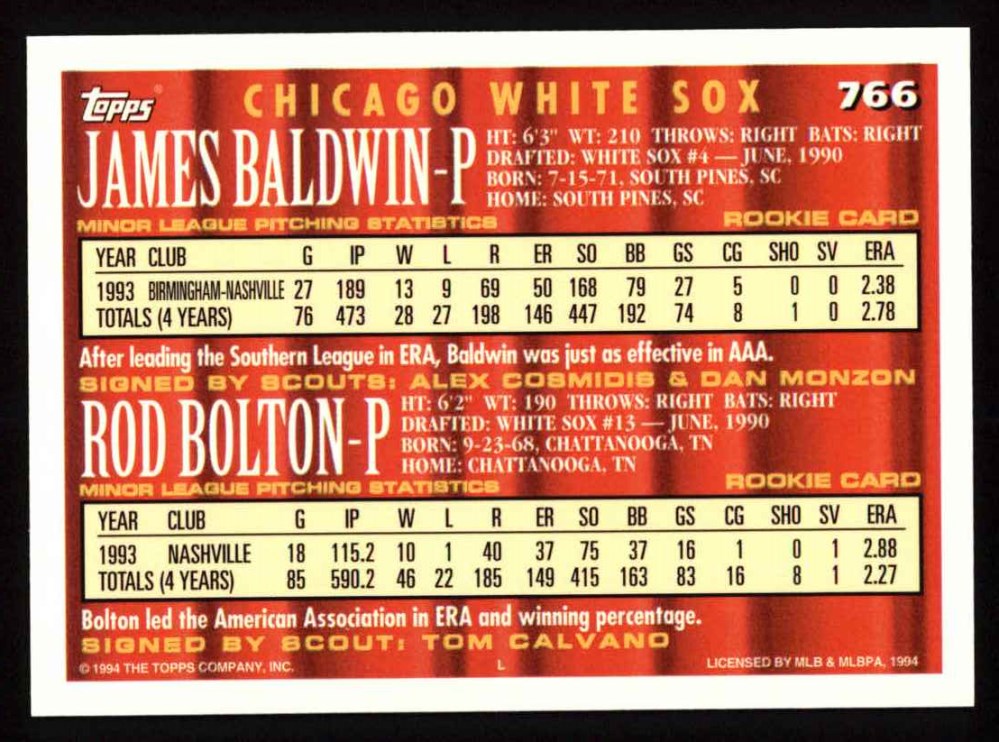 Topps CHICAGO WHITE SOX 766
JAMES BALDWIN-P
HT: 6'3" WT: 210 THROWS: RIGHT BATS: RIGHT
DRAFTED: WHITE SOX #4 — JUNE, 1990
BORN: 7-15-71, SOUTH PINES, SC
HOME: SOUTH PINES, SC
MINOR LEAGUE PITCHING STATISTICS ROOKIE CARD
YEAR CLUB G IP W L R ER SO BB GS CG SHO SV ERA
1993 BIRMINGHAM-NASHVILLE 27 189 13 9 69 50 168 79 27 5 0 0 2.38
TOTALS (4 YEARS) 76 473 28 27 198 146 447 192 74 8 1 0 2.78
After leading the Southern League in ERA, Baldwin was just as effective in AAA.
SIGNED BY SCOUTS: ALEX COSMIDIS & DAN MONZON
ROD BOLTON-P
HT: 6'2" WT: 190 THROWS: RIGHT BATS: RIGHT
DRAFTED: WHITE SOX #13 — JUNE, 1990
BORN: 9-23-68, CHATTANOOGA, TN
HOME: CHATTANOOGA, TN
MINOR LEAGUE PITCHING STATISTICS ROOKIE CARD
YEAR CLUB G IP W L R ER SO BB GS CG SHO SV ERA
1993 NASHVILLE 18 115.2 10 1 40 37 75 37 16 1 0 1 2.88
TOTALS (4 YEARS) 85 590.2 46 22 185 149 415 163 83 16 8 1 2.27
Bolton led the American Association in ERA and winning percentage.
SIGNED BY SCOUT: TOM CALVANO
© 1994 THE TOPPS COMPANY, INC. L LICENSED BY MLB & MLBPA, 1994